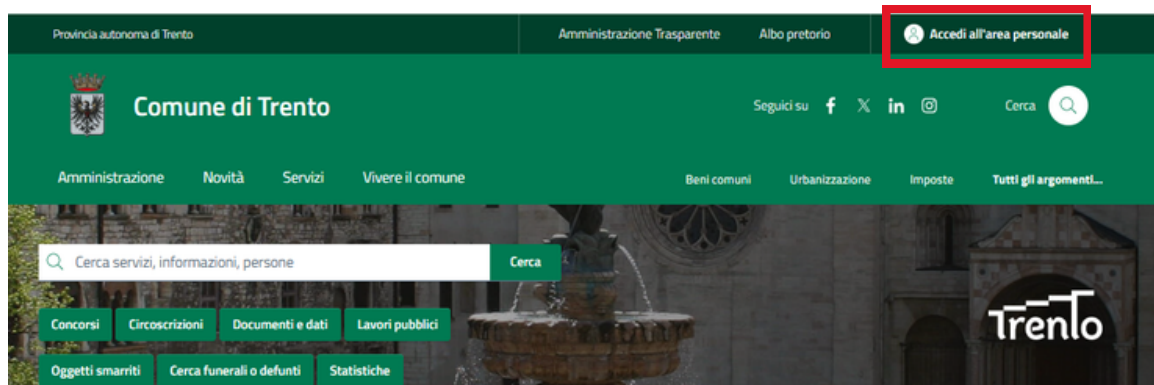 Provincia autonoma di Trento
Amministrazione Trasparente
Albo pretorio
Accedi all'area personale
Comune di Trento
Seguici su
Cerca
Amministrazione Novità Servizi Vivere il comune
Beni comuni Urbanizzazione Imposte Tutti gli argomenti...
Cerca servizi, informazioni, persone
Cerca
Concorsi Circoscrizioni Documenti e dati Lavori pubblici
Trento
Oggetti smarriti Cerca funerali o defunti Statistiche